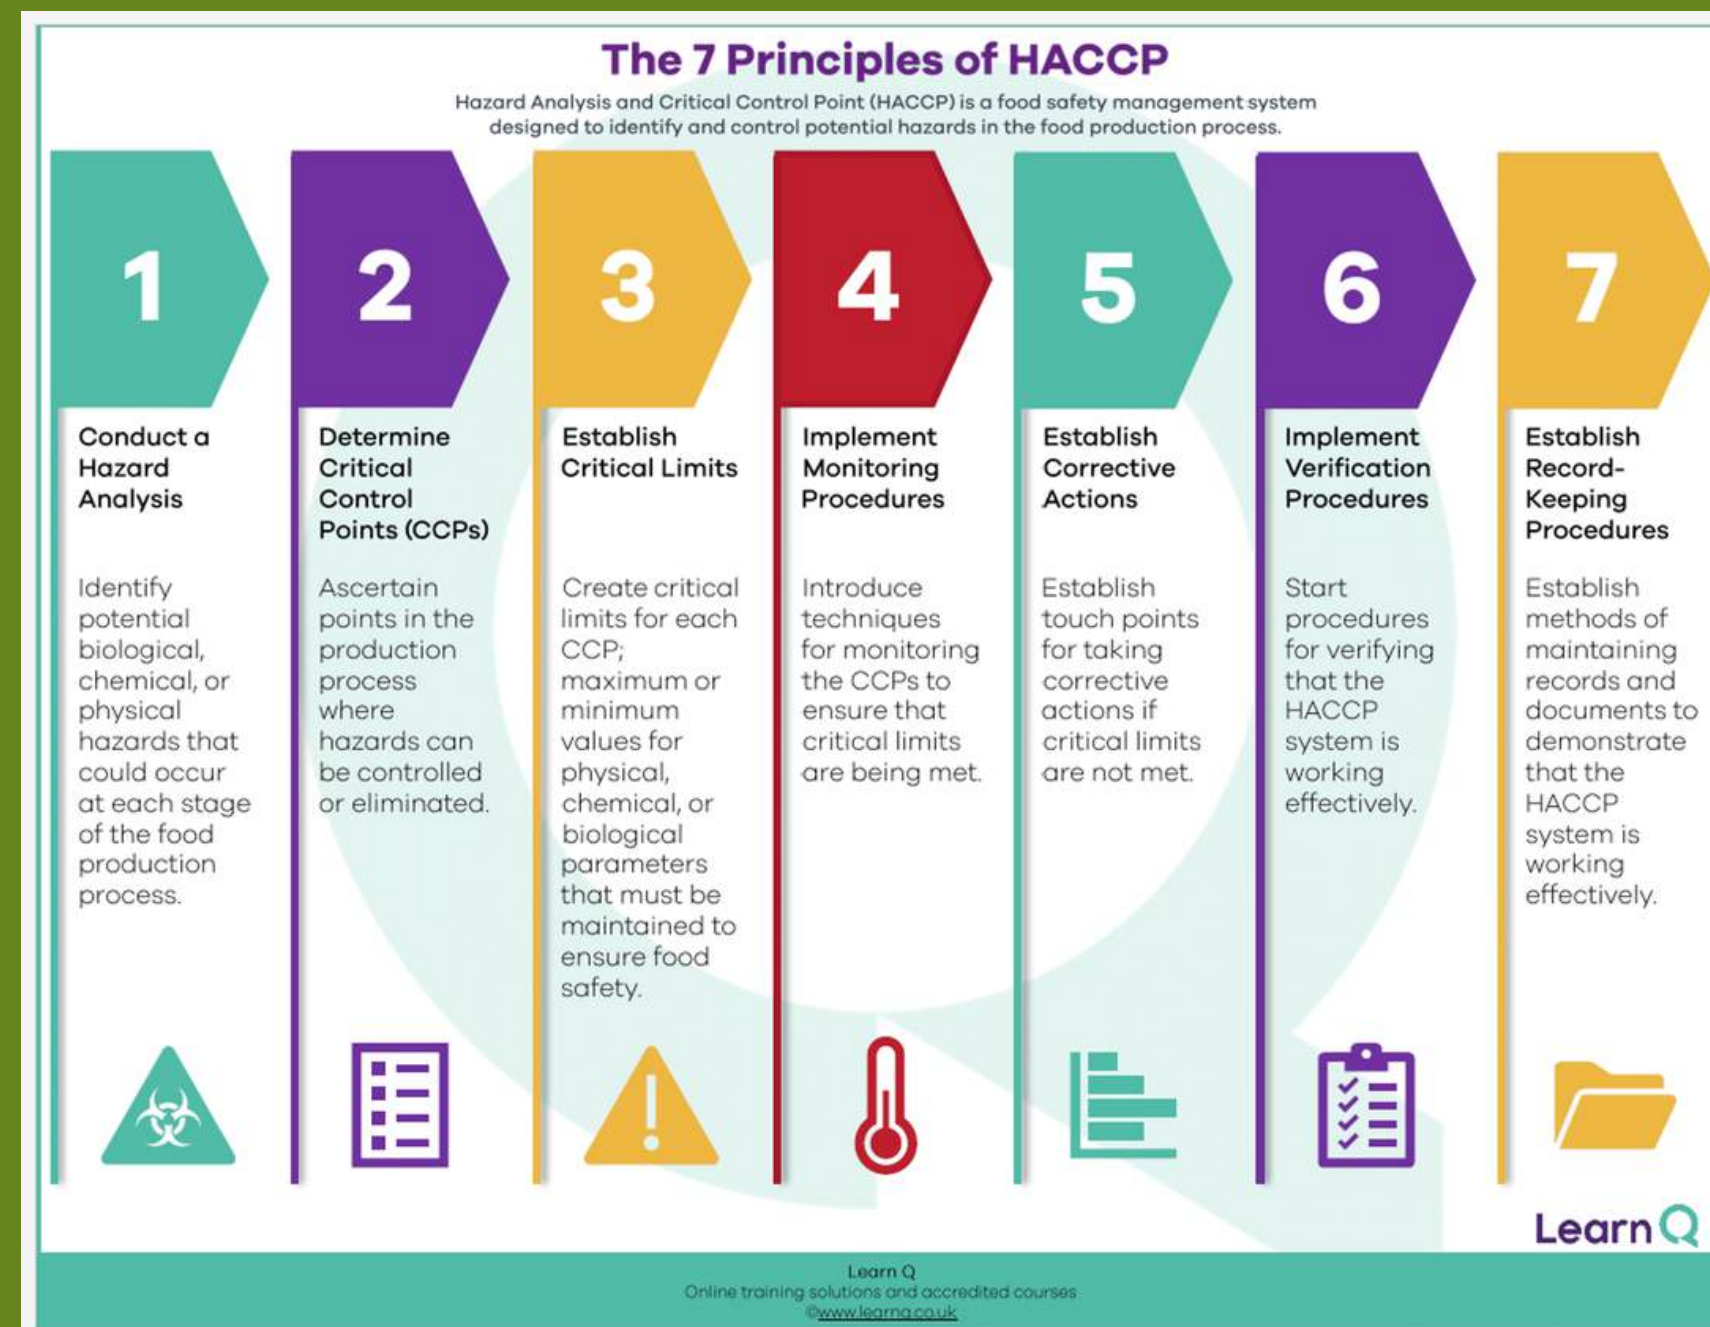 The 7 Principles of HACCP
Hazard Analysis and Critical Control Point (HACCP) is a food safety management system
designed to identify and control potential hazards in the food production process.
1
Conduct a
Hazard
Analysis
Identify
potential
biological,
chemical, or
physical
hazards that
could occur
at each stage
of the food
production
process.
2
Determine
Critical
Control
Points (CCPs)
Ascertain
points in the
production
process
where
hazards can
be controlled
or eliminated.
3
Establish
Critical Limits
Create critical
limits for each
CCP;
maximum or
minimum
values for
physical,
chemical, or
biological
parameters
that must be
maintained to
ensure food
safety.
4
Implement
Monitoring
Procedures
Introduce
techniques
for monitoring
the CCPs to
ensure that
critical limits
are being met.
5
Establish
Corrective
Actions
Establish
touch points
for taking
corrective
actions if
critical limits
are not met.
6
Implement
Verification
Procedures
Start
procedures
for verifying
that the
HACCP
system is
working
effectively.
7
Establish
Record-
Keeping
Procedures
Establish
methods of
maintaining
records and
documents to
demonstrate
that the
HACCP
system is
working
effectively.
Learn Q
Learn Q
Online training solutions and accredited courses
©www.learnq.co.uk